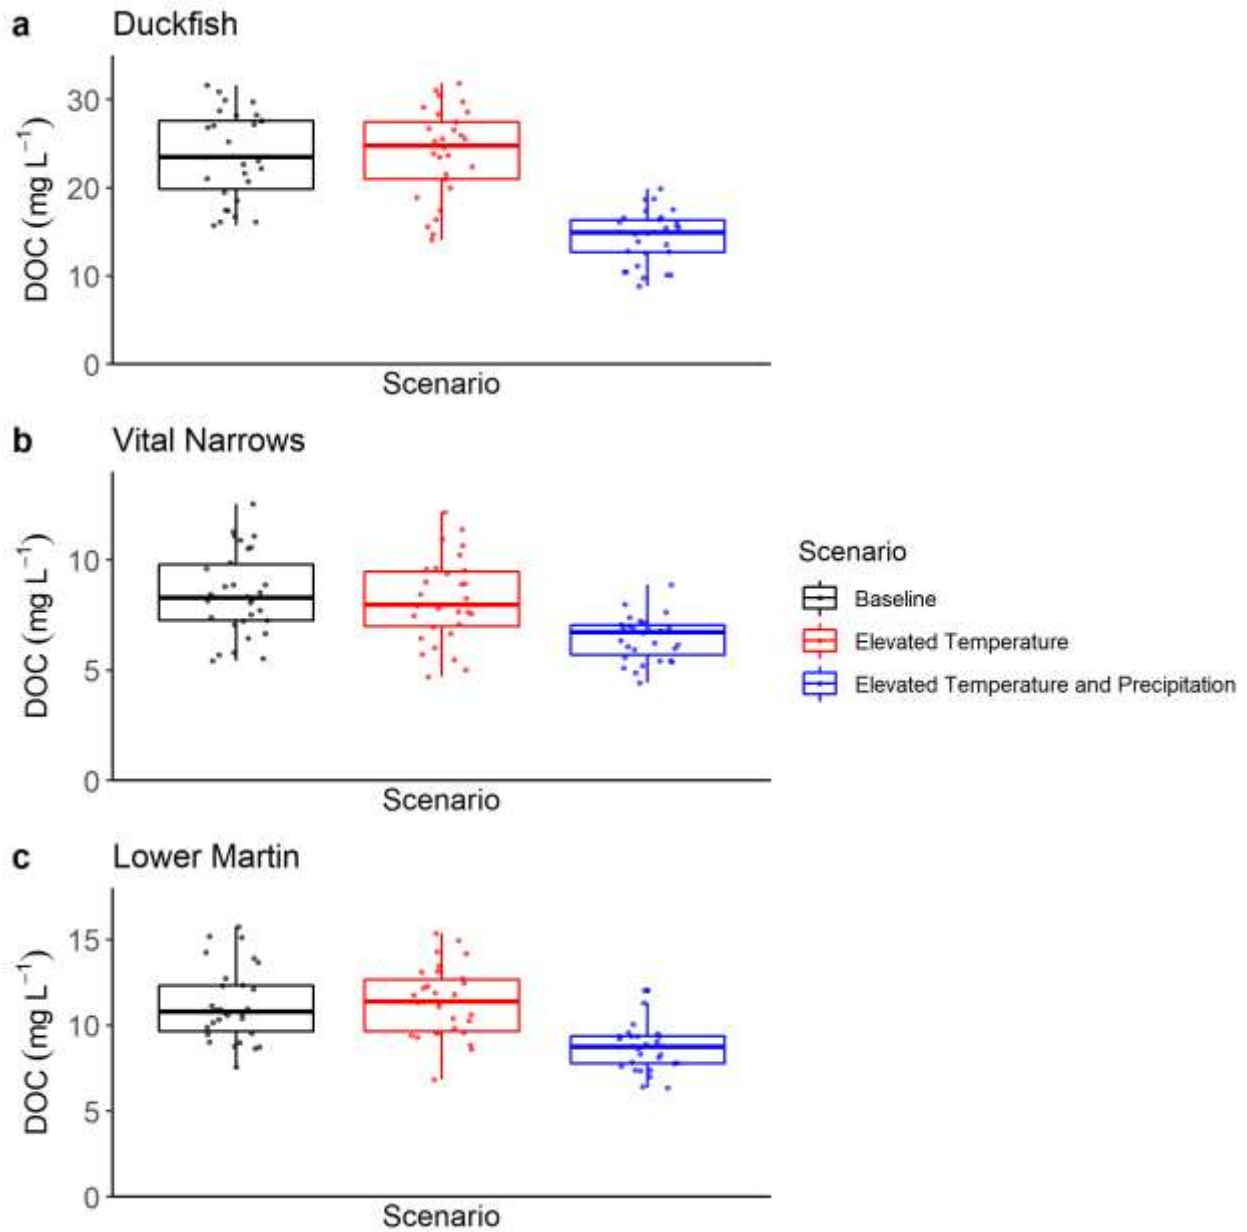 a Duckfish
DOC (mg L⁻¹)
30
20
10
0
Scenario
b Vital Narrows
DOC (mg L⁻¹)
10
5
0
Scenario
Scenario
Baseline
Elevated Temperature
Elevated Temperature and Precipitation
c Lower Martin
DOC (mg L⁻¹)
15
10
5
0
Scenario